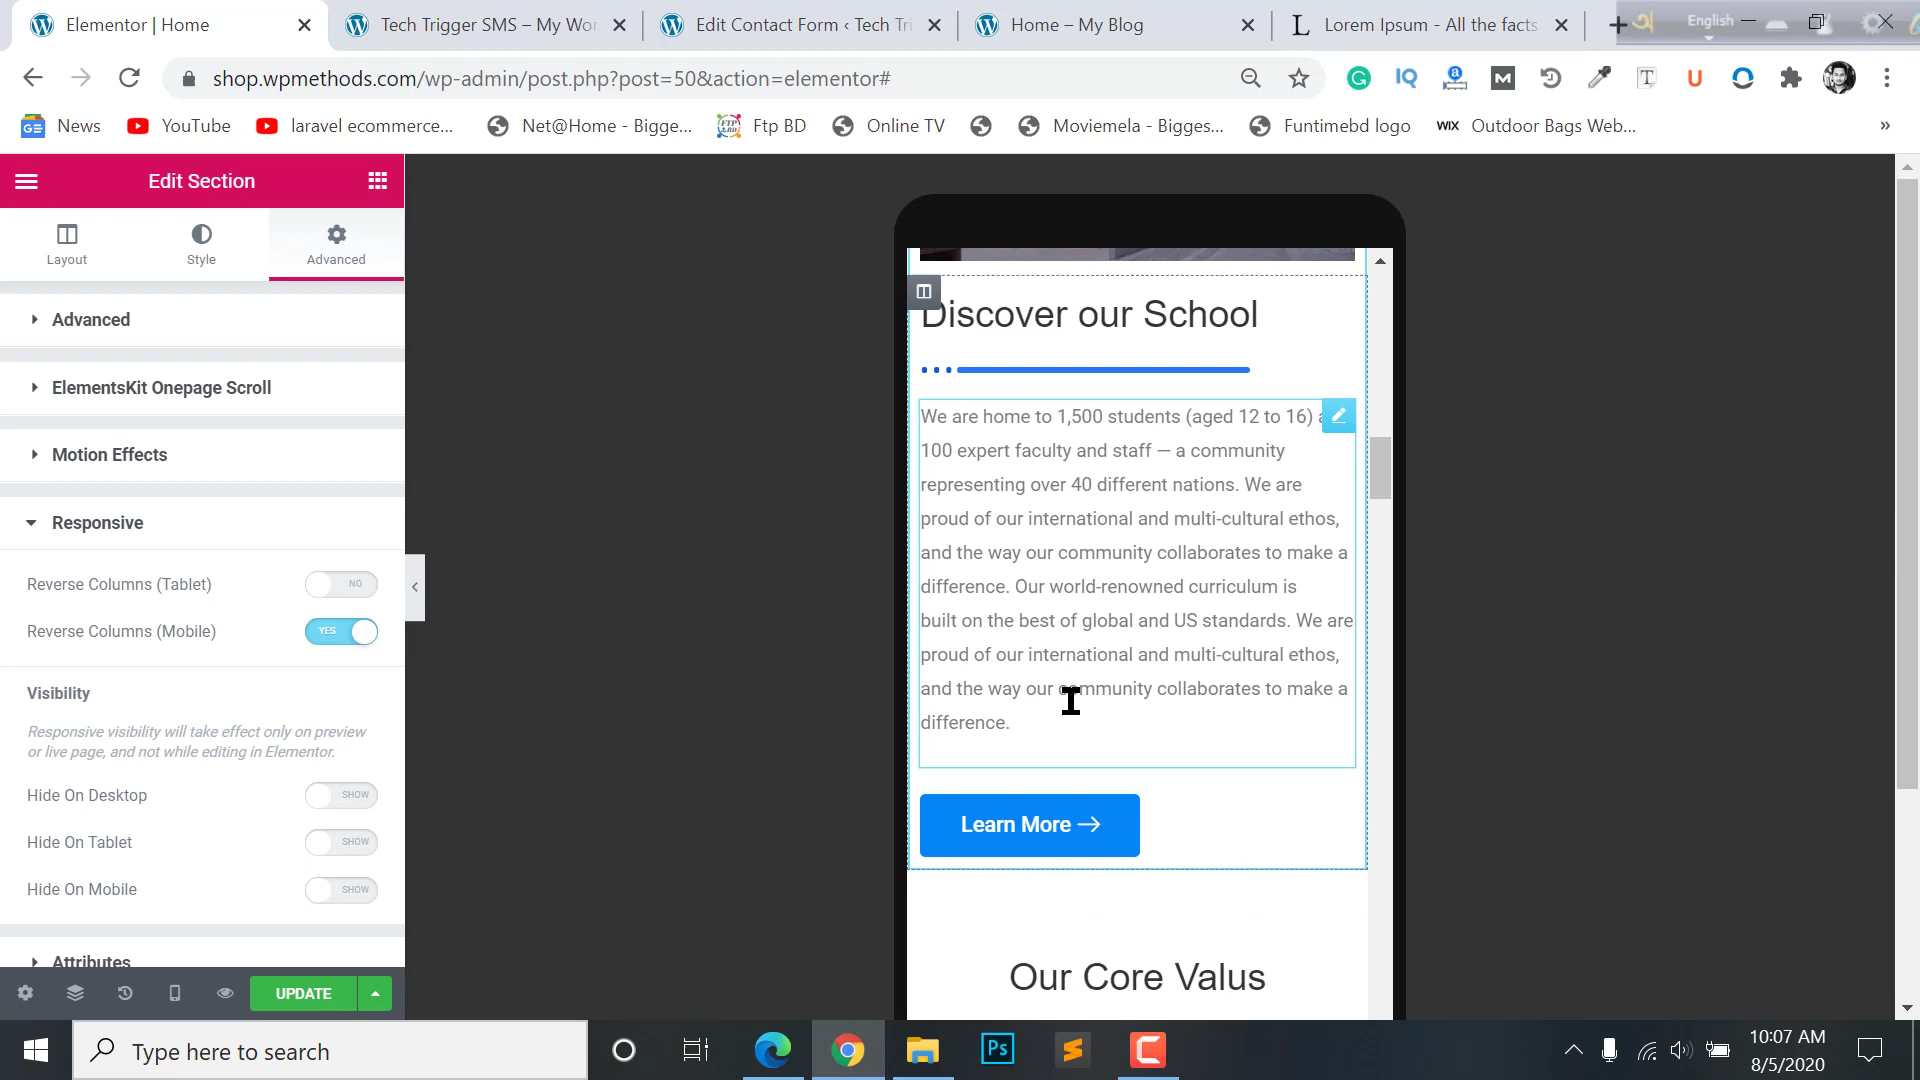 Elementor | Home
Tech Trigger SMS – My Wor
Edit Contact Form ‹ Tech Tri
Home – My Blog
L Lorem Ipsum - All the facts
English
shop.wpmethods.com/wp-admin/post.php?post=50&action=elementor#
News
YouTube
laravel ecommerce...
Net@Home - Bigge...
Ftp BD
Online TV
Moviemela - Bigges...
Funtimebd logo
WIX Outdoor Bags Web...
»
Edit Section
Layout
Style
Advanced
Advanced
ElementsKit Onepage Scroll
Motion Effects
Responsive
Reverse Columns (Tablet)
NO
Reverse Columns (Mobile)
YES
Visibility
Responsive visibility will take effect only on preview
or live page, and not while editing in Elementor.
Hide On Desktop
SHOW
Hide On Tablet
SHOW
Hide On Mobile
SHOW
Attributes
UPDATE
Discover our School
We are home to 1,500 students (aged 12 to 16)
100 expert faculty and staff — a community
representing over 40 different nations. We are
proud of our international and multi-cultural ethos,
and the way our community collaborates to make a
difference. Our world-renowned curriculum is
built on the best of global and US standards. We are
proud of our international and multi-cultural ethos,
and the way our community collaborates to make a
difference.
Learn More →
Our Core Valus
Type here to search
Ps
10:07 AM
8/5/2020